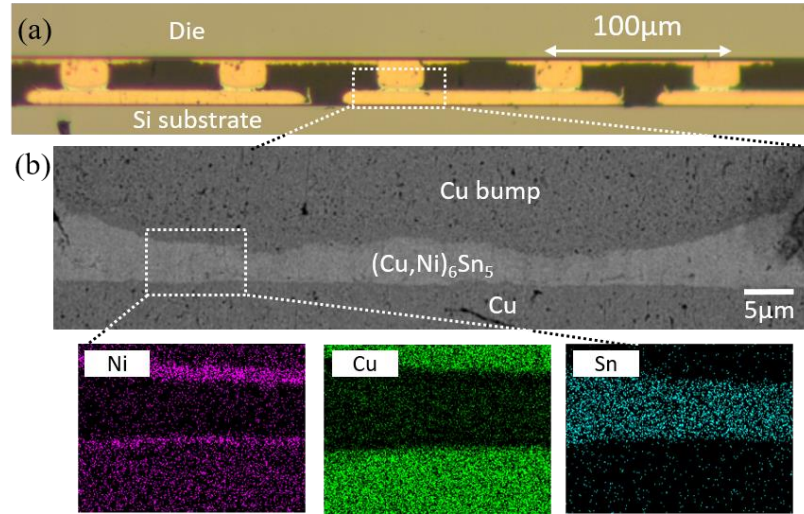 (a)
Die
100μm
Si substrate
(b)
Cu bump
(Cu,Ni)₆Sn₅
Cu
5μm
Ni
Cu
Sn